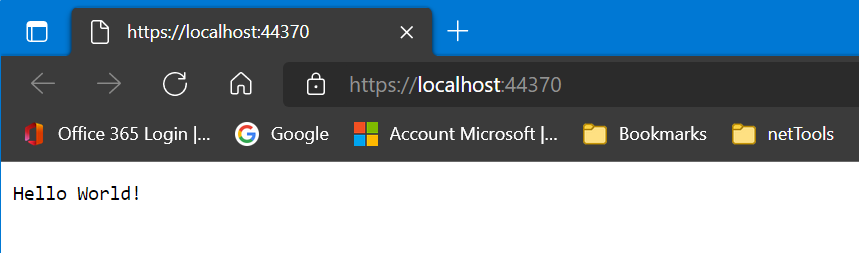 https://localhost:44370
https://localhost:44370
Office 365 Login |... Google Account Microsoft |... Bookmarks netTools
Hello World!